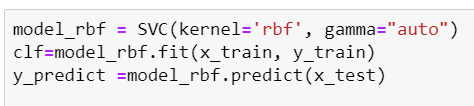 model_rbf = SVC(kernel='rbf', gamma="auto")
clf=model_rbf.fit(x_train, y_train)
y_predict =model_rbf.predict(x_test)